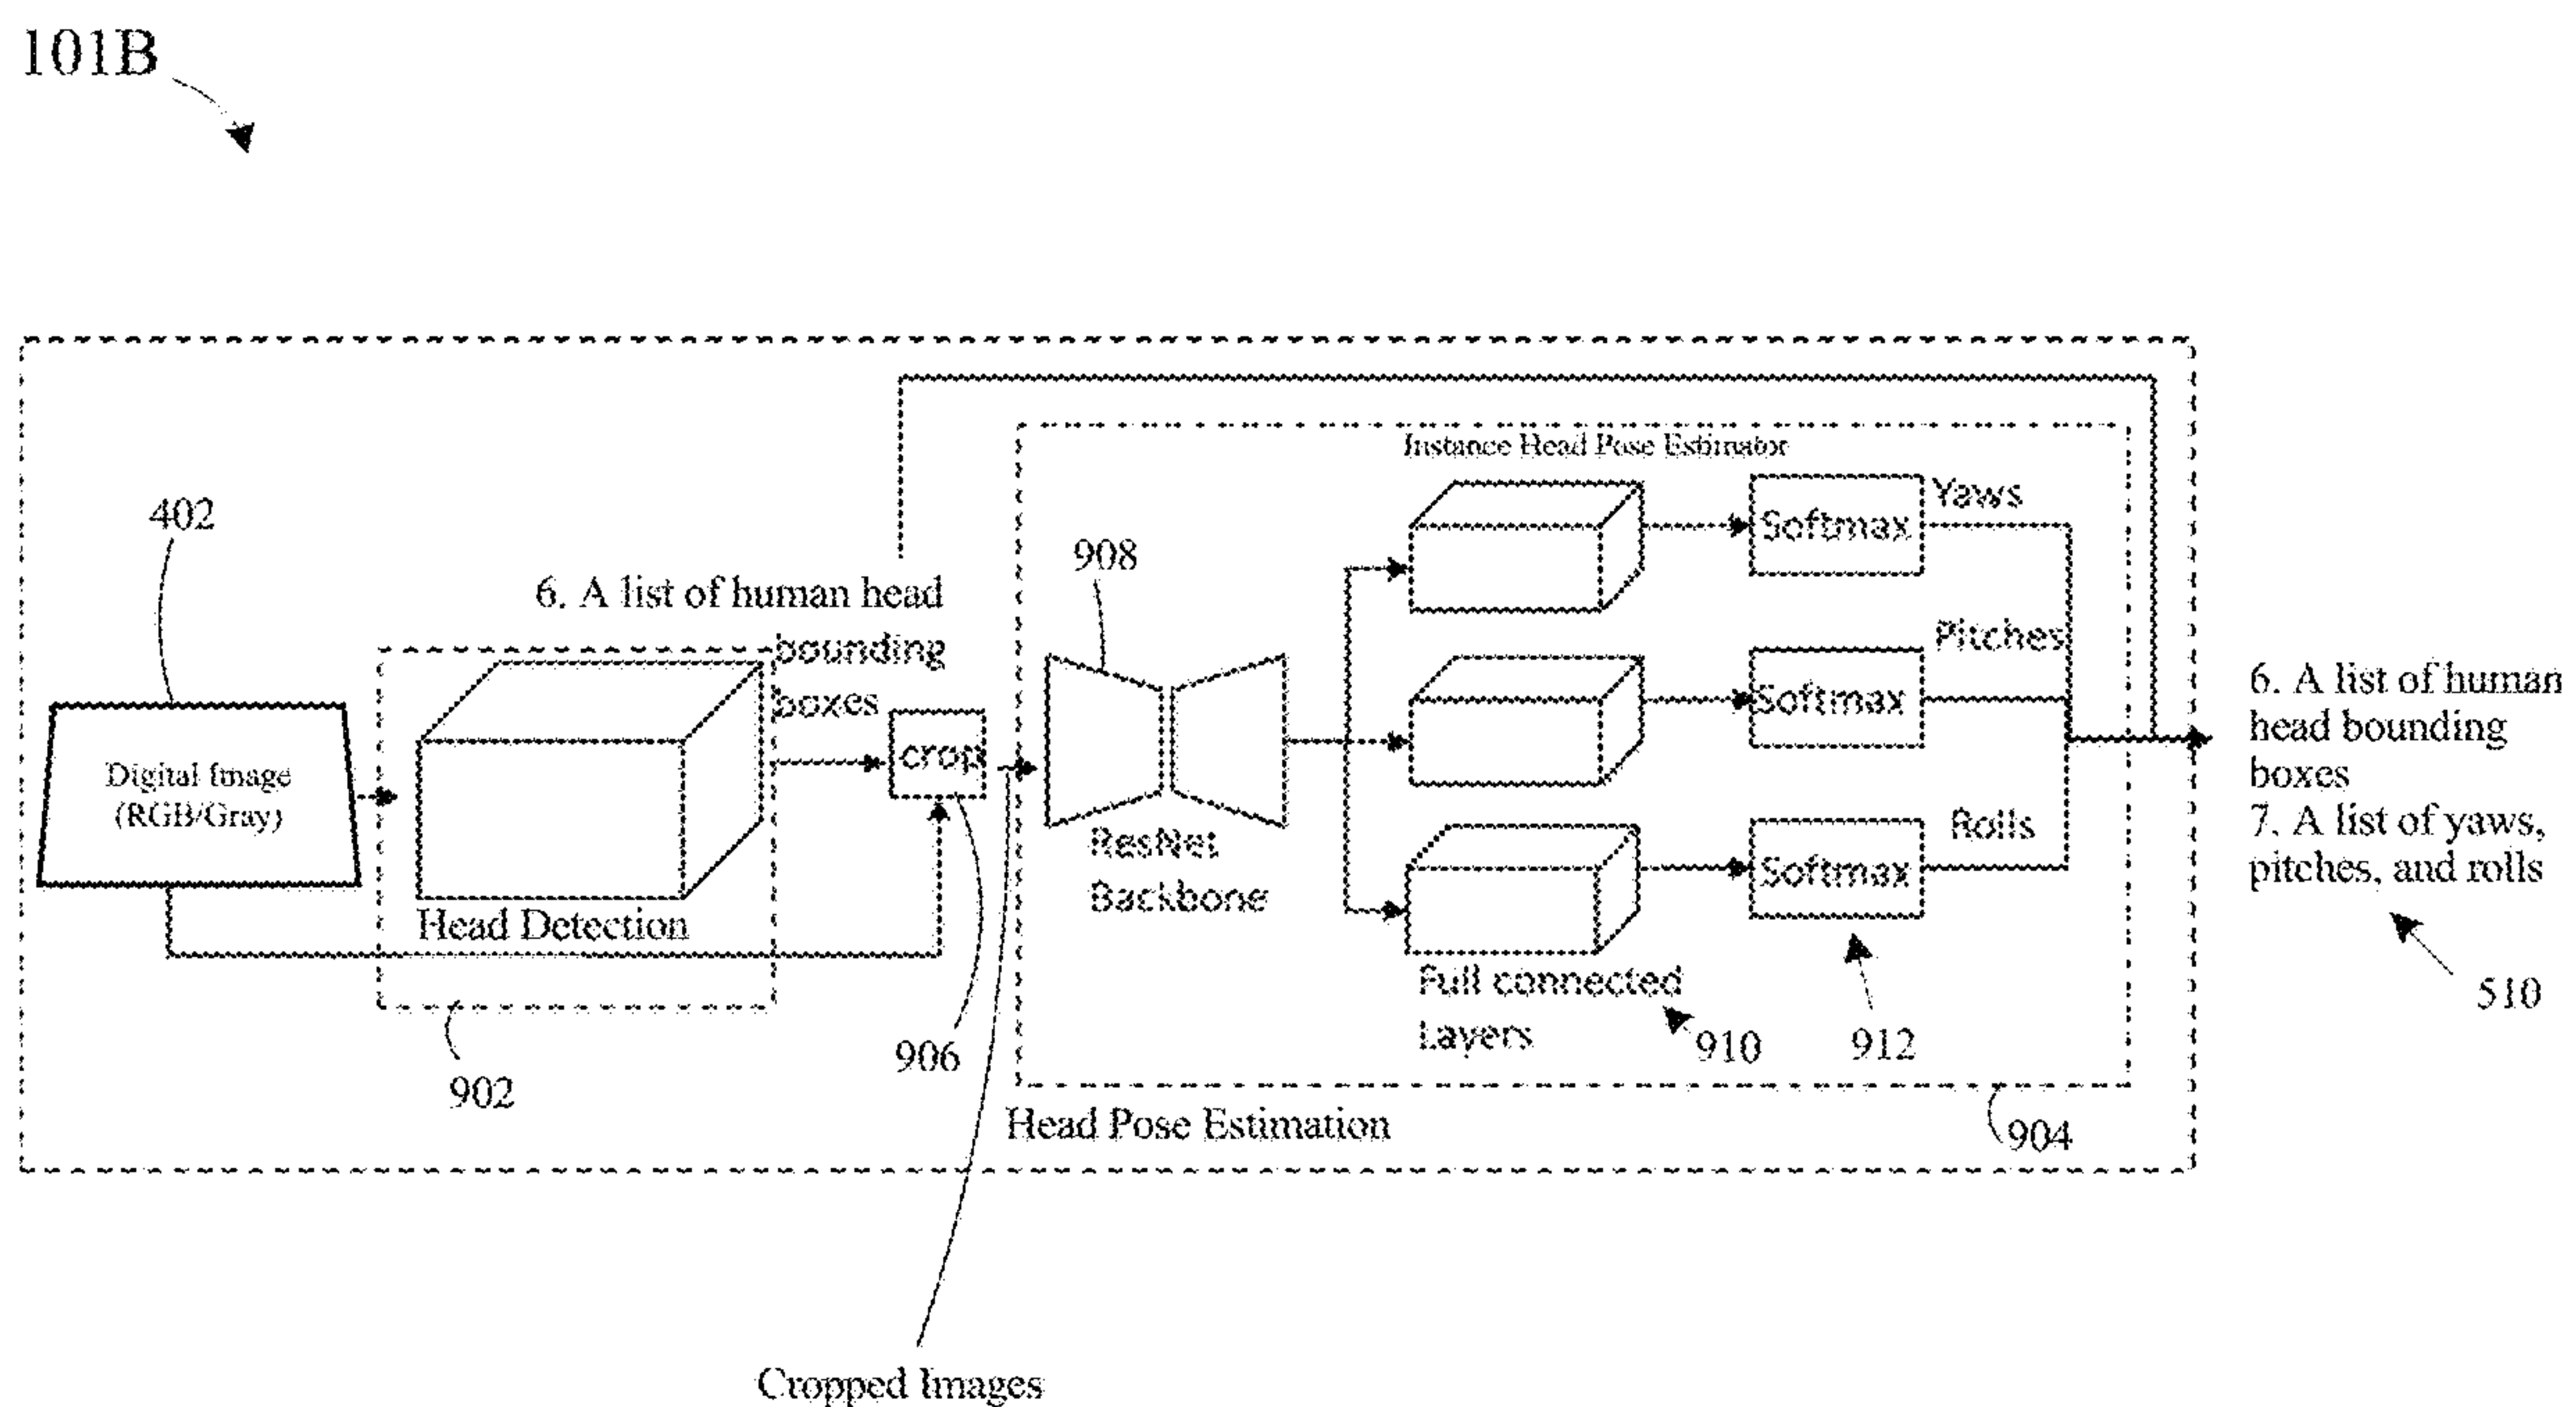 101B
402
Digital Image
(RGB/Gray)
6. A list of human head
bounding
boxes
Head Detection
902
crop
906
Cropped Images
Instance Head Pose Estimator
908
ResNet
Backbone
Full connected
Layers
910
Softmax
Yaws
Softmax
Pitches
Softmax
Rolls
912
904
Head Pose Estimation
6. A list of human
head bounding
boxes
7. A list of yaws,
pitches, and rolls
510